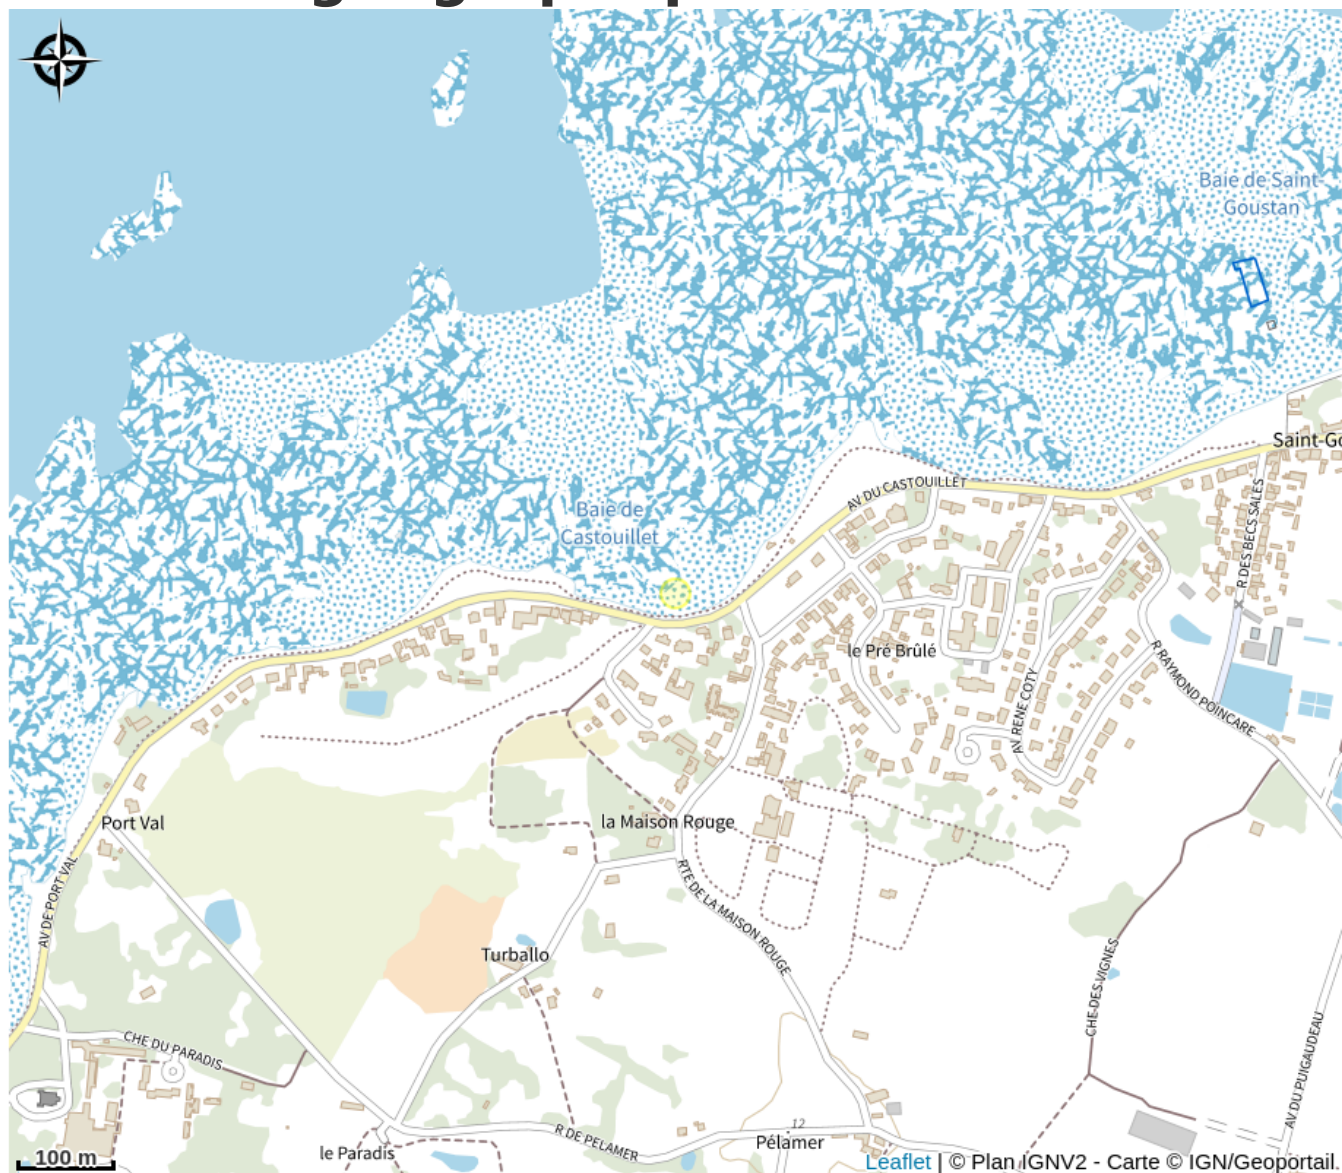 Baie de Saint-
Goustan
Saint-Go
AV DU CASTOUILLET
R DES BECS SALES
Baie de
Castouillet
le Pré Brûlé
R RAYMOND POINCARE
AV RENE COTY
Port Val
la Maison Rouge
AV DE PORT VAL
RTE DE LA MAISON ROUGE
Turballo
CHE DES VIGNES
CHE DU PARADIS
AV DU PUIGAUDEAU
12
R DE PELAMER
Pélamer
le Paradis
100 m
Leaflet | © Plan IGNV2 - Carte © IGN/Geoportail